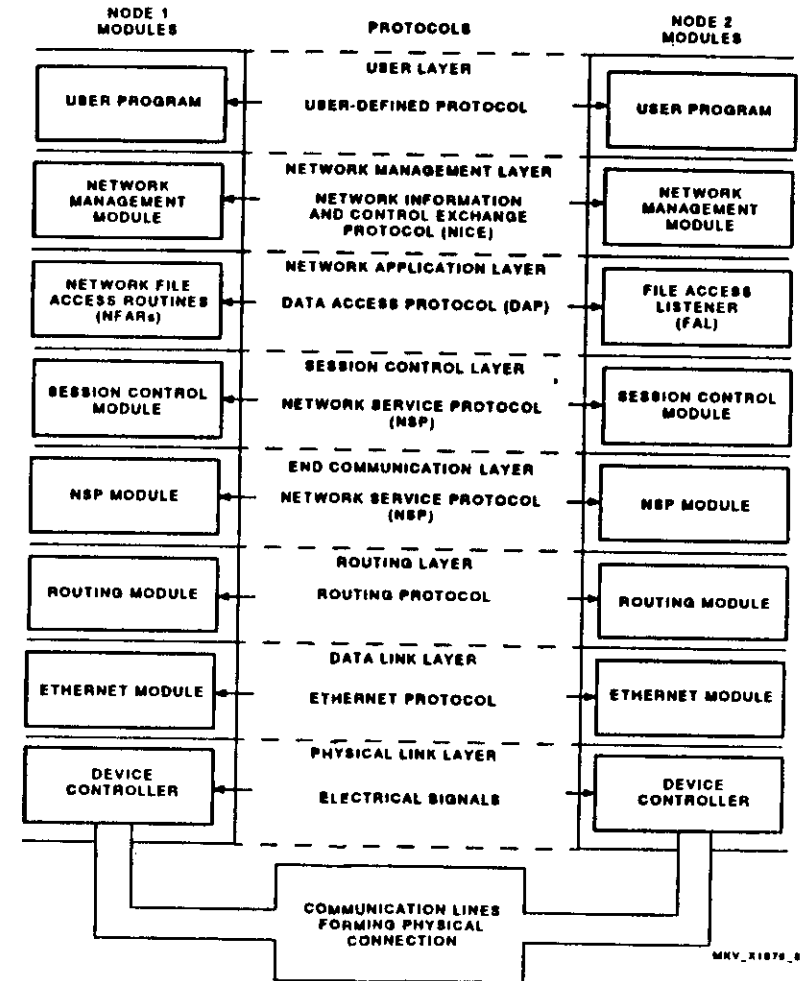 NODE 1
MODULES
PROTOCOLS
NODE 2
MODULES
USER LAYER
USER PROGRAM
USER-DEFINED PROTOCOL
USER PROGRAM
NETWORK MANAGEMENT LAYER
NETWORK
MANAGEMENT
MODULE
NETWORK INFORMATION
AND CONTROL EXCHANGE
PROTOCOL (NICE)
NETWORK
MANAGEMENT
MODULE
NETWORK APPLICATION LAYER
NETWORK FILE
ACCESS ROUTINES
(NFARs)
DATA ACCESS PROTOCOL (DAP)
FILE ACCESS
LISTENER
(FAL)
SESSION CONTROL LAYER
SESSION CONTROL
MODULE
NETWORK SERVICE PROTOCOL
(NSP)
SESSION CONTROL
MODULE
END COMMUNICATION LAYER
NSP MODULE
NETWORK SERVICE PROTOCOL
(NSP)
NSP MODULE
ROUTING LAYER
ROUTING MODULE
ROUTING PROTOCOL
ROUTING MODULE
DATA LINK LAYER
ETHERNET MODULE
ETHERNET PROTOCOL
ETHERNET MODULE
PHYSICAL LINK LAYER
DEVICE
CONTROLLER
ELECTRICAL SIGNALS
DEVICE
CONTROLLER
COMMUNICATION LINES
FORMING PHYSICAL
CONNECTION